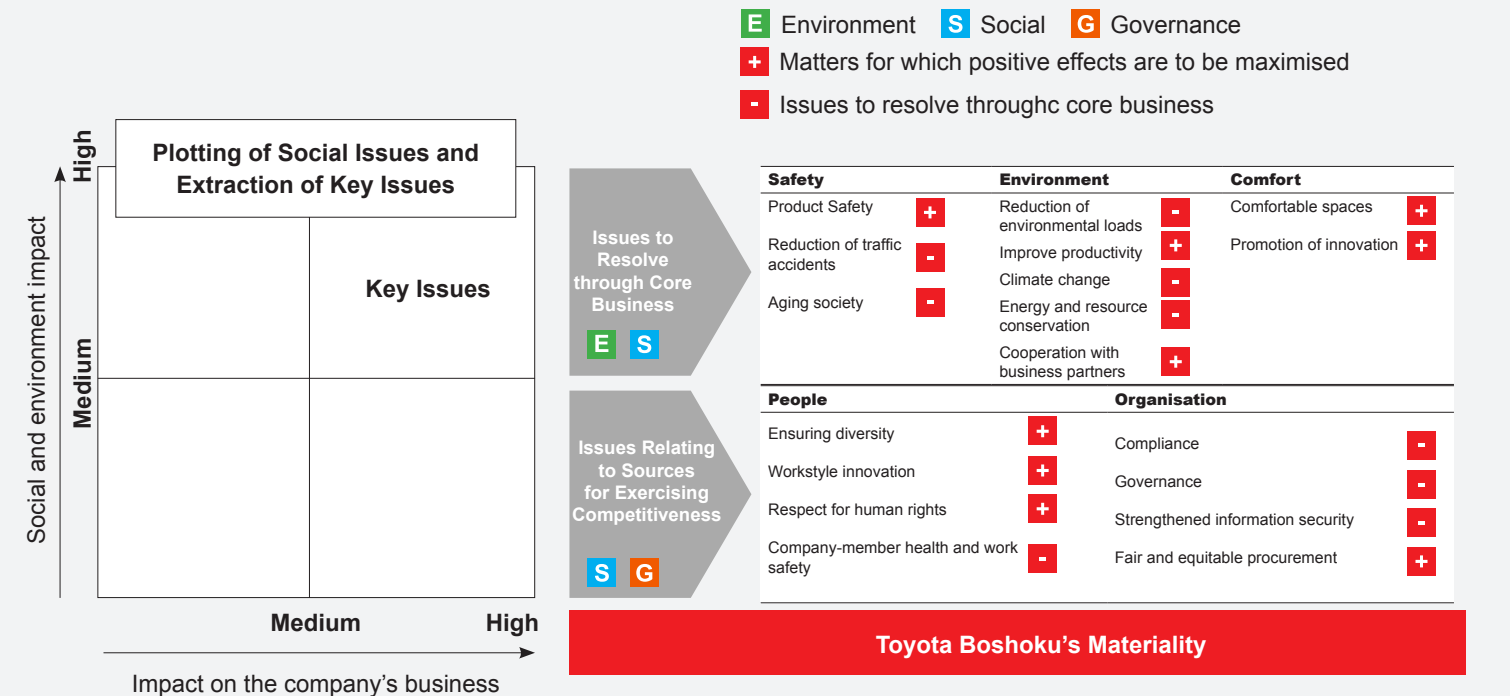 E Environment S Social G Governance
+ Matters for which positive effects are to be maximised
- Issues to resolve throughc core business
Plotting of Social Issues and
Extraction of Key Issues
High
Medium
Social and environment impact
Key Issues
Medium High
Impact on the company's business
Issues to
Resolve
through Core
Business
E S
Safety Environment Comfort
Product Safety +
Reduction of traffic
accidents -
Aging society -
Reduction of
environmental loads -
Improve productivity +
Climate change -
Energy and resource
conservation -
Cooperation with
business partners +
Comfortable spaces +
Promotion of innovation +
Issues Relating
to Sources
for Exercising
Competitiveness
S G
People Organisation
Ensuring diversity +
Workstyle innovation +
Respect for human rights +
Company-member health and work
safety -
Compliance -
Governance -
Strengthened information security -
Fair and equitable procurement +
Toyota Boshoku's Materiality